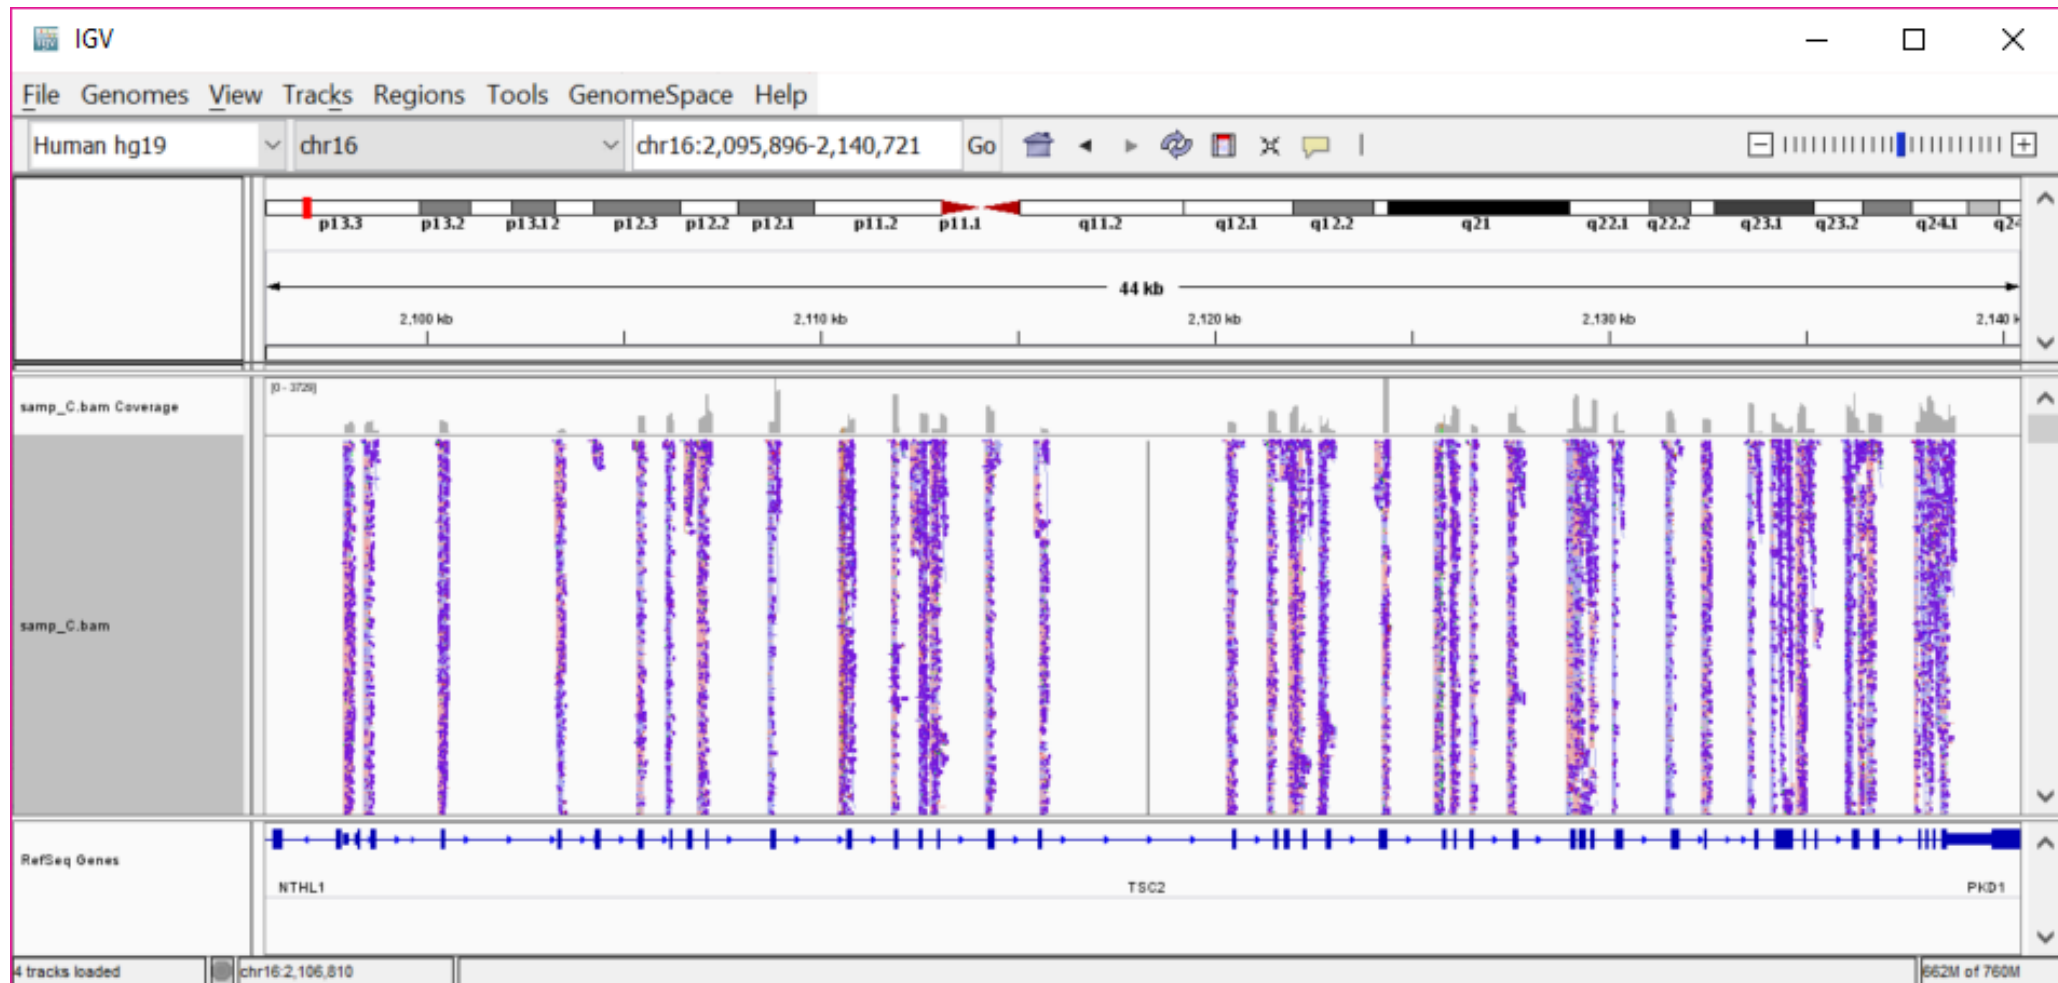 IGV
File Genomes View Tracks Regions Tools GenomeSpace Help
Human hg19 chr16 chr16:2,095,896-2,140,721 Go
p13.3 p13.2 p13.12 p12.3 p12.2 p12.1 p11.2 p11.1 q11.2 q12.1 q12.2 q21 q22.1 q22.2 q23.1 q23.2 q24.1
44 kb
2,100 kb 2,110 kb 2,120 kb 2,130 kb 2,140 k
[0 - 3729]
samp_C.bam Coverage
samp_C.bam
RefSeq Genes
NTHL1 TSC2 PKD1
4 tracks loaded chr16:2,106,810 662M of 760M